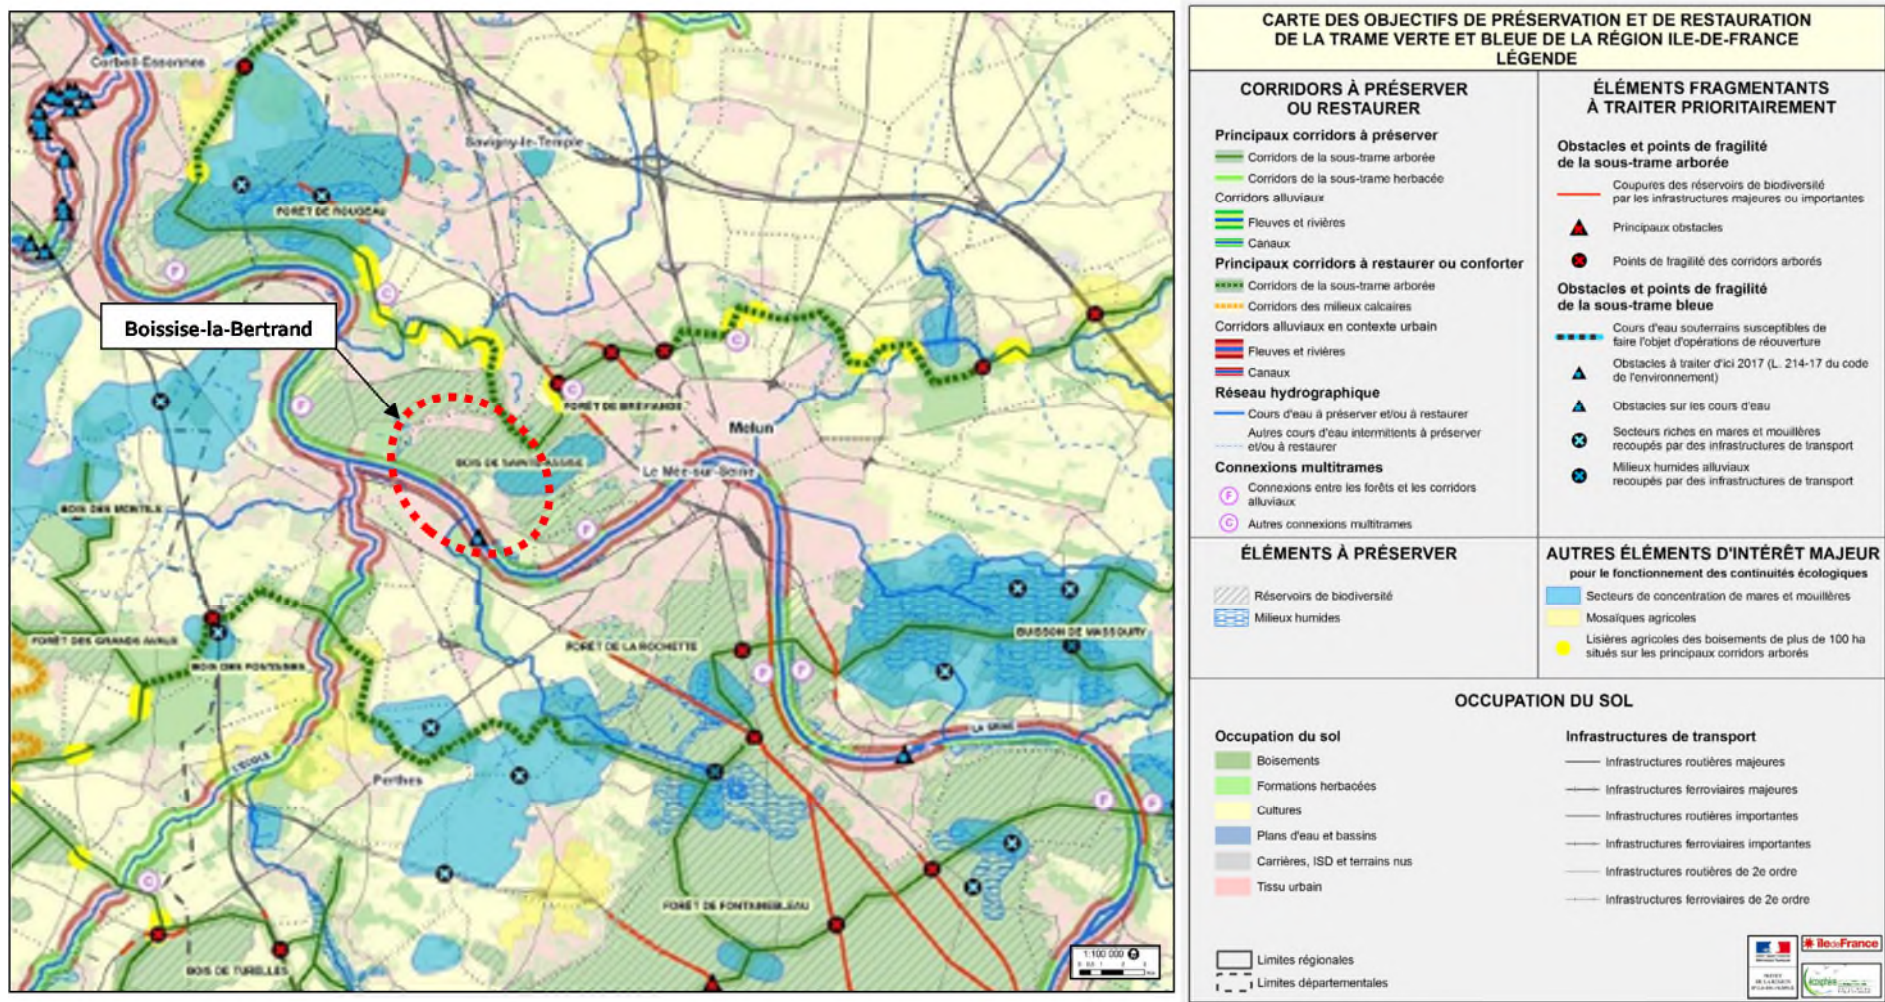 Corbeil-Essonnes
Savigny-le-Temple
FORÊT DE ROUGEAU
F
C
Boissise-la-Bertrand
C
F
C
FORÊT DE BRÉVIANDE
Melun
BOIS DE SAINTE-ASSISE
Le Mée-sur-Seine
BOIS DES MONTILS
F
FORÊT DES GRANDS AVAUX
BOIS DES FONTAINES
FORÊT DE LA ROCHETTE
BUISSON DE MASSOURY
F
F
LA SEINE
L'ECOLE
Perthes
F
F
C
FORÊT DE FONTAINEBLEAU
BOIS DE TURELLES
1:100 000
CARTE DES OBJECTIFS DE PRÉSERVATION ET DE RESTAURATION
DE LA TRAME VERTE ET BLEUE DE LA RÉGION ILE-DE-FRANCE
LÉGENDE
CORRIDORS À PRÉSERVER
OU RESTAURER
Principaux corridors à préserver
Corridors de la sous-trame arborée
Corridors de la sous-trame herbacée
Corridors alluviaux
Fleuves et rivières
Canaux
Principaux corridors à restaurer ou conforter
Corridors de la sous-trame arborée
Corridors des milieux calcaires
Corridors alluviaux en contexte urbain
Fleuves et rivières
Canaux
Réseau hydrographique
Cours d'eau à préserver et/ou à restaurer
Autres cours d'eau intermittents à préserver
et/ou à restaurer
Connexions multitrames
F Connexions entre les forêts et les corridors
alluviaux
C Autres connexions multitrames
ÉLÉMENTS FRAGMENTANTS
À TRAITER PRIORITAIREMENT
Obstacles et points de fragilité
de la sous-trame arborée
Coupures des réservoirs de biodiversité
par les infrastructures majeures ou importantes
Principaux obstacles
Points de fragilité des corridors arborés
Obstacles et points de fragilité
de la sous-trame bleue
Cours d'eau souterrains susceptibles de
faire l'objet d'opérations de réouverture
Obstacles à traiter d'ici 2017 (L. 214-17 du code
de l'environnement)
Obstacles sur les cours d'eau
Secteurs riches en mares et mouillères
recoupés par des infrastructures de transport
Milieux humides alluviaux
recoupés par des infrastructures de transport
ÉLÉMENTS À PRÉSERVER
Réservoirs de biodiversité
Milieux humides
AUTRES ÉLÉMENTS D'INTÉRÊT MAJEUR
pour le fonctionnement des continuités écologiques
Secteurs de concentration de mares et mouillères
Mosaïques agricoles
Lisières agricoles des boisements de plus de 100 ha
situés sur les principaux corridors arborés
OCCUPATION DU SOL
Occupation du sol
Boisements
Formations herbacées
Cultures
Plans d'eau et bassins
Carrières, ISD et terrains nus
Tissu urbain
Limites régionales
Limites départementales
Infrastructures de transport
Infrastructures routières majeures
Infrastructures ferroviaires majeures
Infrastructures routières importantes
Infrastructures ferroviaires importantes
Infrastructures routières de 2e ordre
Infrastructures ferroviaires de 2e ordre
îledeFrance